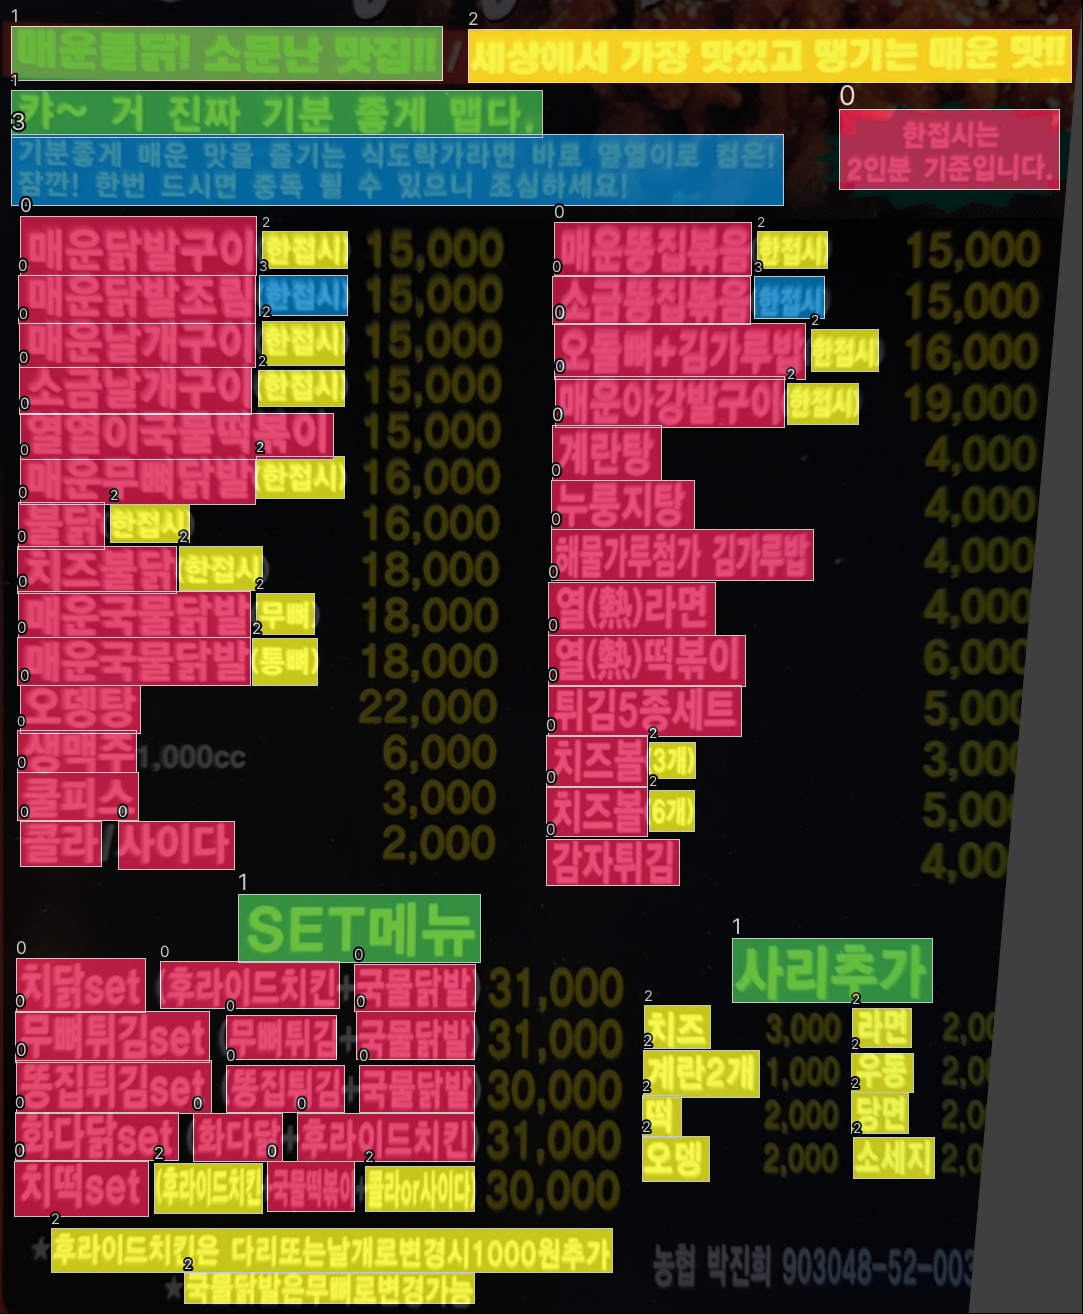 매운불닭! 소문난 맛집!! / 세상에서 가장 맛있고 땡기는 매운 맛!!
캬~ 거 진짜 기분 좋게 맵다.
기분좋게 매운 맛을 즐기는 식도락가라면 바로 열열이로 컴온!
잠깐! 한번 드시면 중독 될 수 있으니 조심하세요!
한접시는
2인분 기준입니다.
매운닭발구이 (한접시) 15,000
매운닭발조림 (한접시) 15,000
매운날개구이 (한접시) 15,000
소금날개구이 (한접시) 15,000
열열이국물떡볶이 15,000
매운무뼈닭발 (한접시) 16,000
불닭 (한접시) 16,000
치즈불닭 (한접시) 18,000
매운국물닭발 (무뼈) 18,000
매운국물닭발 (통뼈) 18,000
오뎅탕 22,000
생맥주 1,000cc 6,000
쿨피스 3,000
콜라/사이다 2,000
매운똥집볶음 (한접시) 15,000
소금똥집볶음 (한접시) 15,000
오돌뼈+김가루밥 (한접시) 16,000
매운아강발구이 (한접시) 19,000
계란탕 4,000
누룽지탕 4,000
해물가루첨가 김가루밥 4,000
열(熱)라면 4,000
열(熱)떡볶이 6,000
튀김5종세트 5,000
치즈볼 (3개) 3,000
치즈볼 (6개) 5,000
감자튀김 4,00
SET메뉴
치닭set (후라이드치킨+국물닭발) 31,000
무뼈튀김set (무뼈튀김+국물닭발) 31,000
똥집튀김set (똥집튀김+국물닭발) 30,000
화다닭set (화다닭+후라이드치킨) 31,000
치떡set (후라이드치킨+국물떡볶이+콜라or사이다) 30,000
★후라이드치킨은 다리또는날개로변경시1000원추가
★국물닭발은무뼈로변경가능
사리추가
치즈 3,000 라면 2,00
계란2개 1,000 우동 2,0
떡 2,000 당면 2,0
오뎅 2,000 소세지 2,0
농협 박진희 903048-52-003